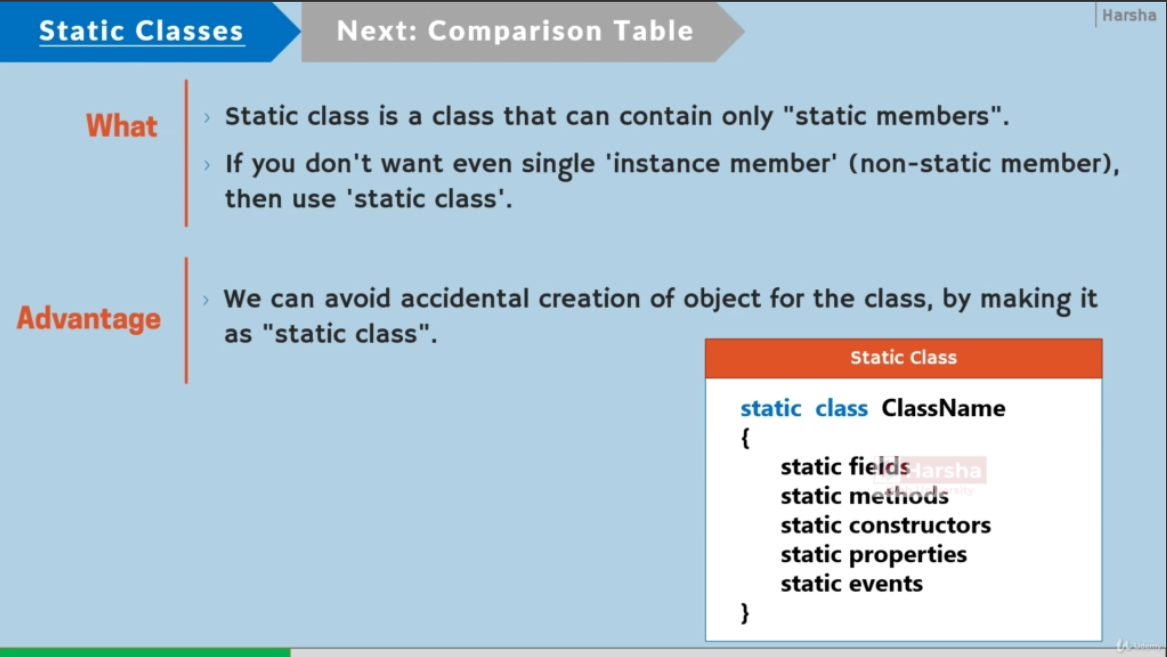 Static Classes
Next: Comparison Table
Harsha
What
› Static class is a class that can contain only "static members".
› If you don't want even single 'instance member' (non-static member),
then use 'static class'.
Advantage
› We can avoid accidental creation of object for the class, by making it
as "static class".
Static Class
static class ClassName
{
static fields
Harsha
static methods
static constructors
static properties
static events
}
Udemy